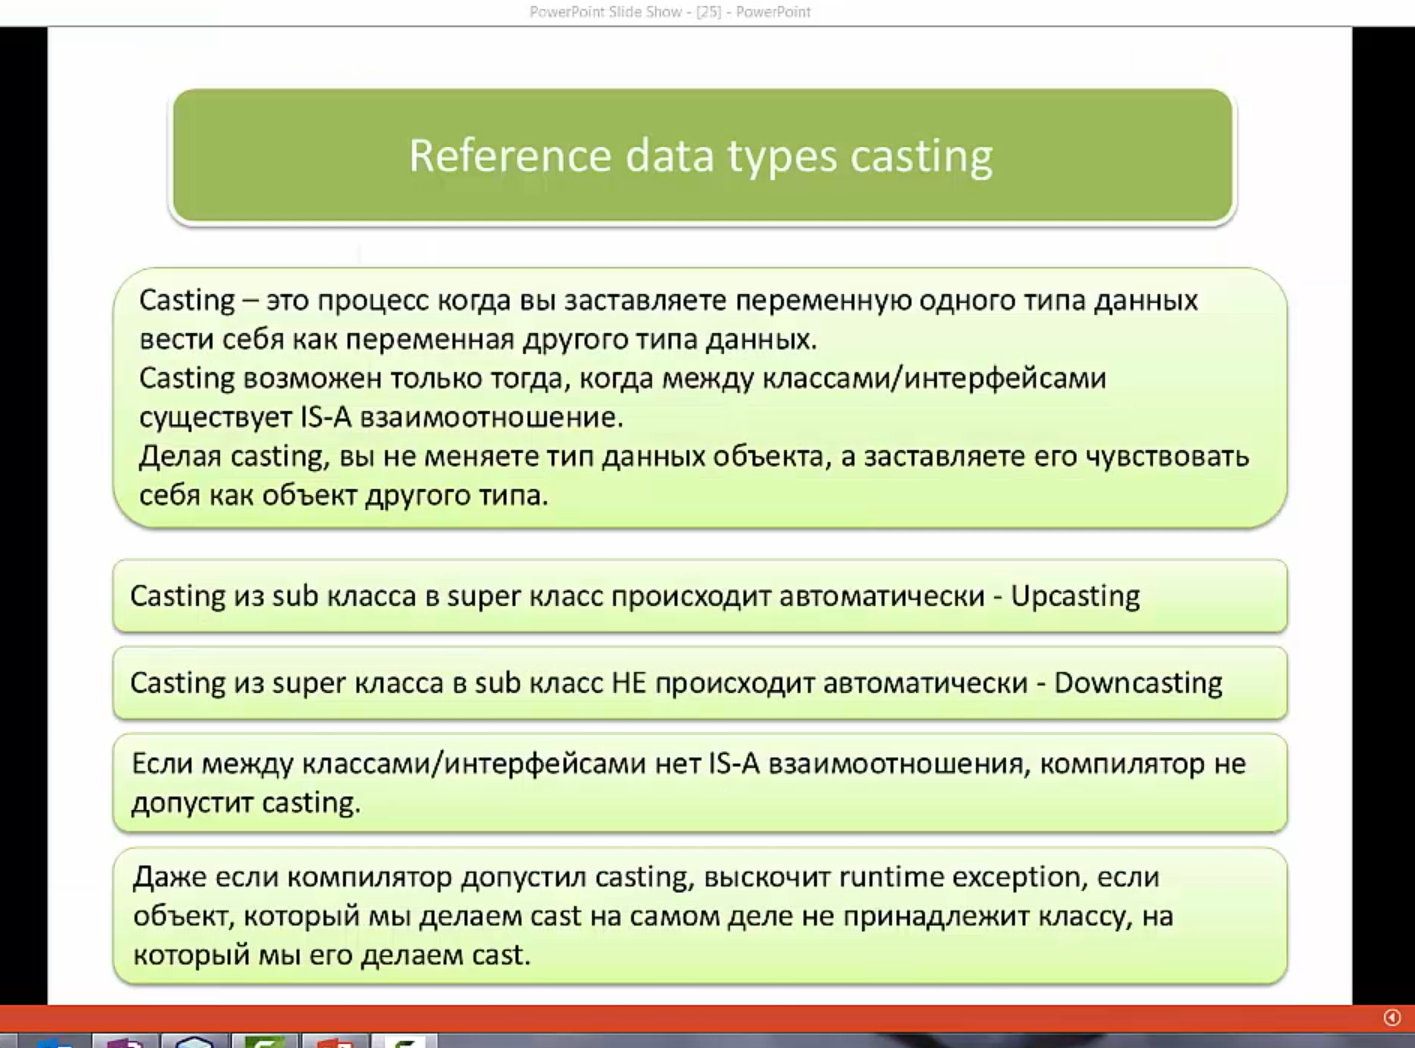 PowerPoint Slide Show - [25] - PowerPoint
Reference data types casting
Casting – это процесс когда вы заставляете переменную одного типа данных
вести себя как переменная другого типа данных.
Casting возможен только тогда, когда между классами/интерфейсами
существует IS-A взаимоотношение.
Делая casting, вы не меняете тип данных объекта, а заставляете его чувствовать
себя как объект другого типа.
Casting из sub класса в super класс происходит автоматически - Upcasting
Casting из super класса в sub класс НЕ происходит автоматически - Downcasting
Если между классами/интерфейсами нет IS-A взаимоотношения, компилятор не
допустит casting.
Даже если компилятор допустил casting, выскочит runtime exception, если
объект, который мы делаем cast на самом деле не принадлежит классу, на
который мы его делаем cast.